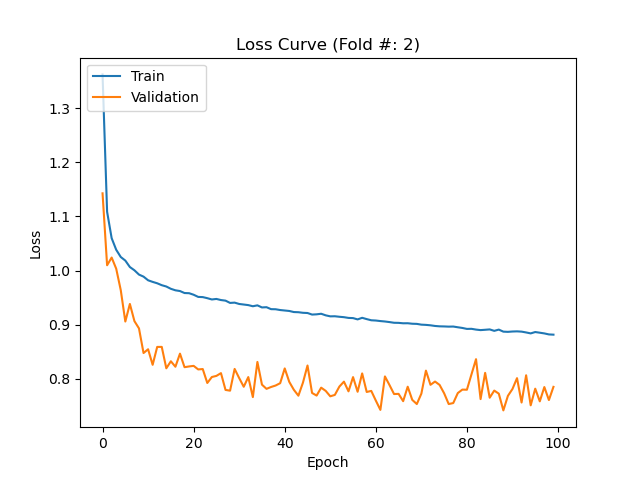 Loss Curve (Fold #: 2)
Train
Validation
Loss
1.3
1.2
1.1
1.0
0.9
0.8
0 20 40 60 80 100
Epoch